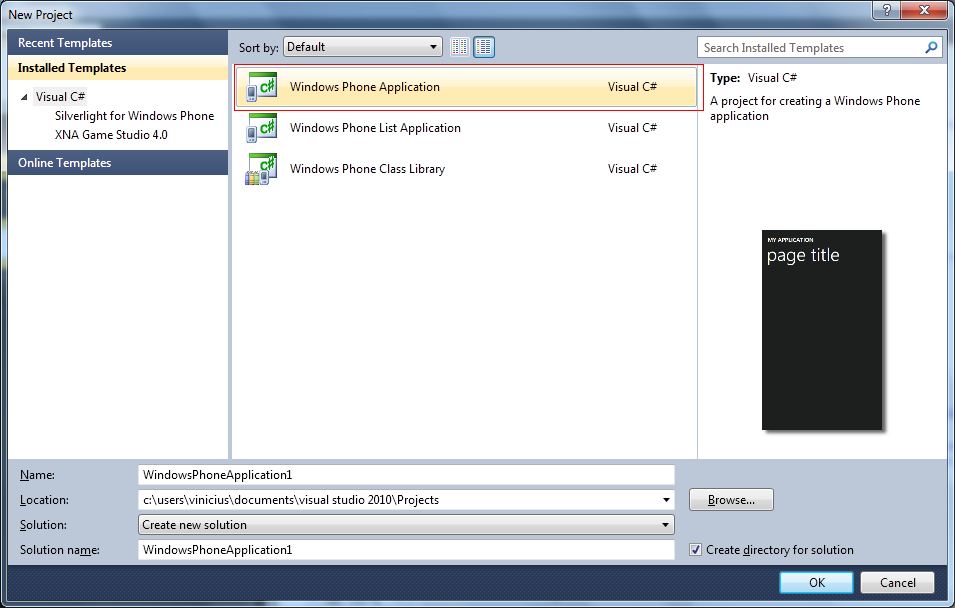 New Project
?
Recent Templates
Installed Templates
Visual C#
Silverlight for Windows Phone
XNA Game Studio 4.0
Online Templates
Sort by: Default
Search Installed Templates
Windows Phone Application Visual C#
Windows Phone List Application Visual C#
Windows Phone Class Library Visual C#
Type: Visual C#
A project for creating a Windows Phone
application
MY APPLICATION
page title
Name: WindowsPhoneApplication1
Location: c:\users\vinicius\documents\visual studio 2010\Projects Browse...
Solution: Create new solution
Solution name: WindowsPhoneApplication1 Create directory for solution
OK Cancel